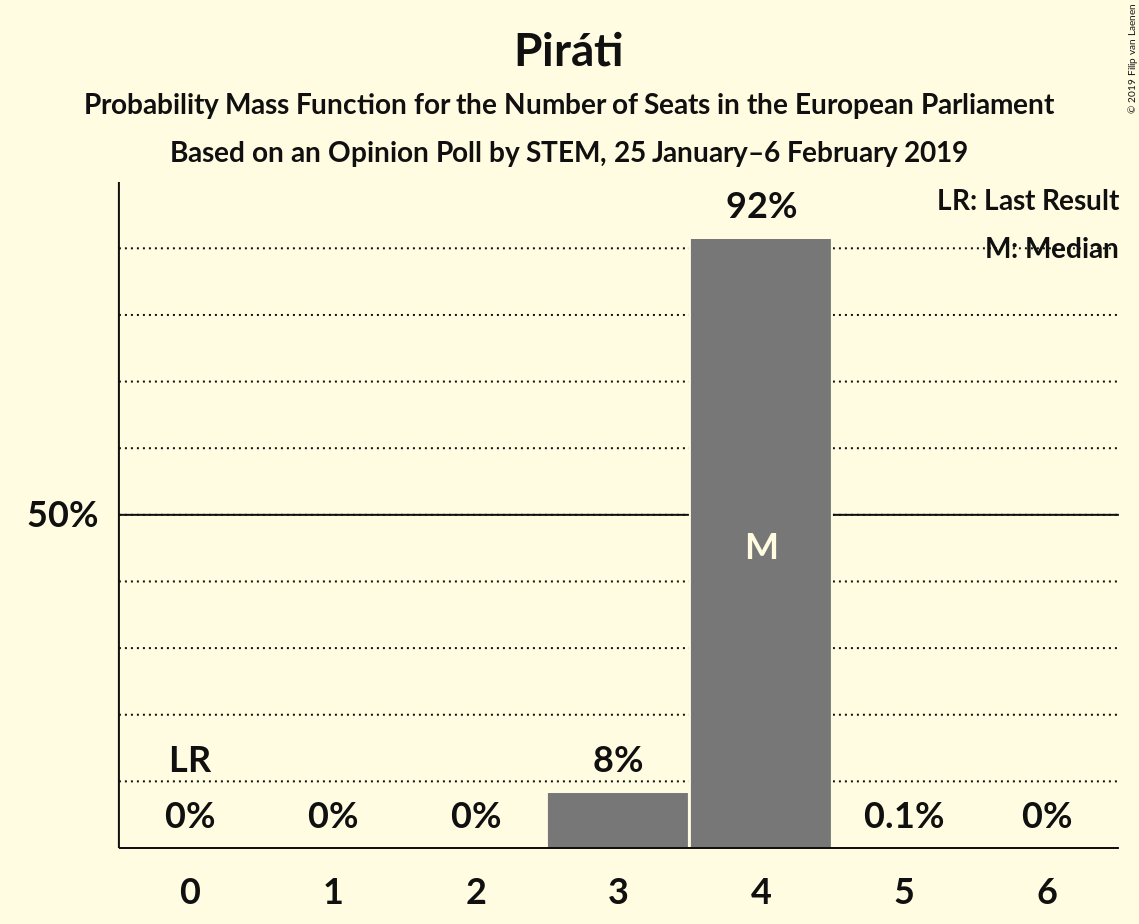 Piráti
Probability Mass Function for the Number of Seats in the European Parliament
Based on an Opinion Poll by STEM, 25 January–6 February 2019
© 2019 Filip van Laenen
LR: Last Result
M: Median
92%
50%
M
LR
8%
0%
0%
0%
0.1%
0%
0
1
2
3
4
5
6